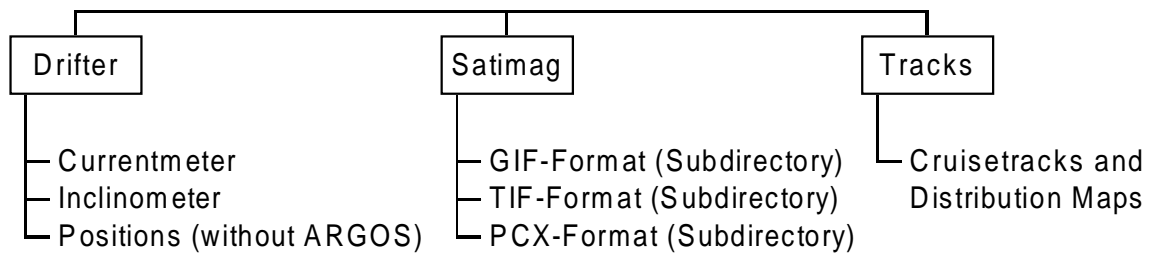 Drifter
Currentmeter
Inclinometer
Positions (without ARGOS)
Satimag
GIF-Format (Subdirectory)
TIF-Format (Subdirectory)
PCX-Format (Subdirectory)
Tracks
Cruisetracks and
Distribution Maps